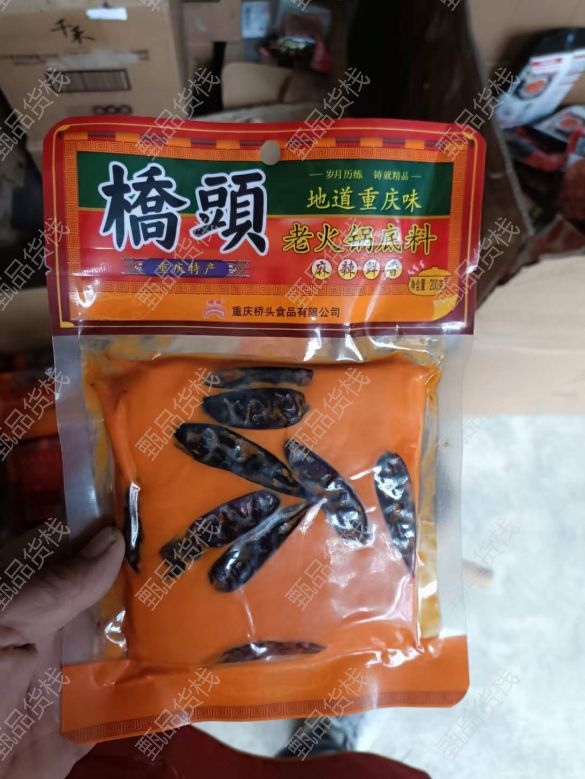 千禾
橋頭
重庆特产
岁月历练 铸就精品
地道重庆味
老火锅底料
麻辣鲜香
净含量 200克
重庆桥头食品有限公司
甄品货栈